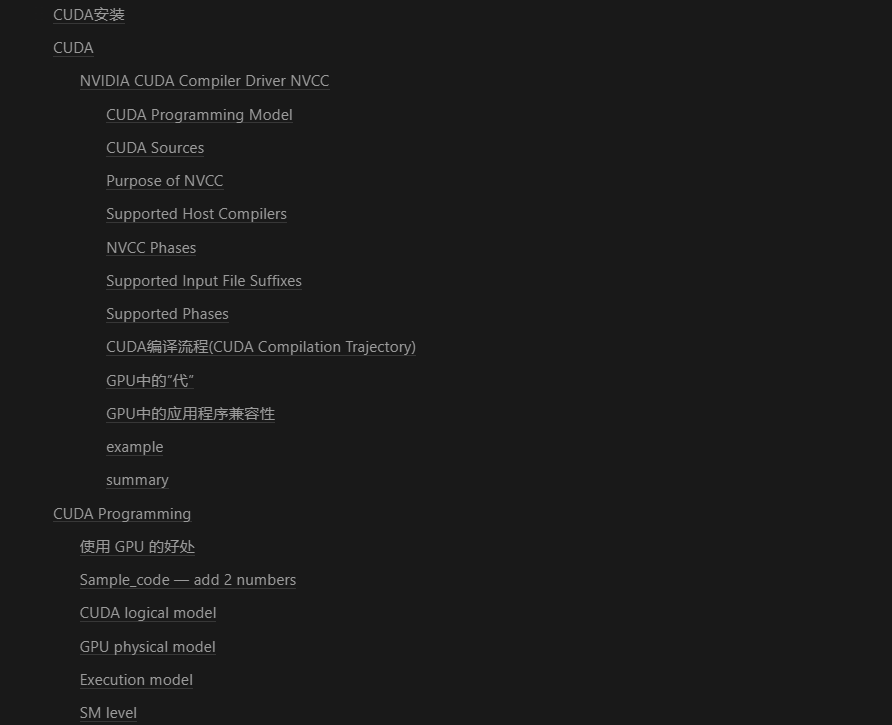 CUDA安装
CUDA
NVIDIA CUDA Compiler Driver NVCC
CUDA Programming Model
CUDA Sources
Purpose of NVCC
Supported Host Compilers
NVCC Phases
Supported Input File Suffixes
Supported Phases
CUDA编译流程(CUDA Compilation Trajectory)
GPU中的”代“
GPU中的应用程序兼容性
example
summary
CUDA Programming
使用 GPU 的好处
Sample_code — add 2 numbers
CUDA logical model
GPU physical model
Execution model
SM level